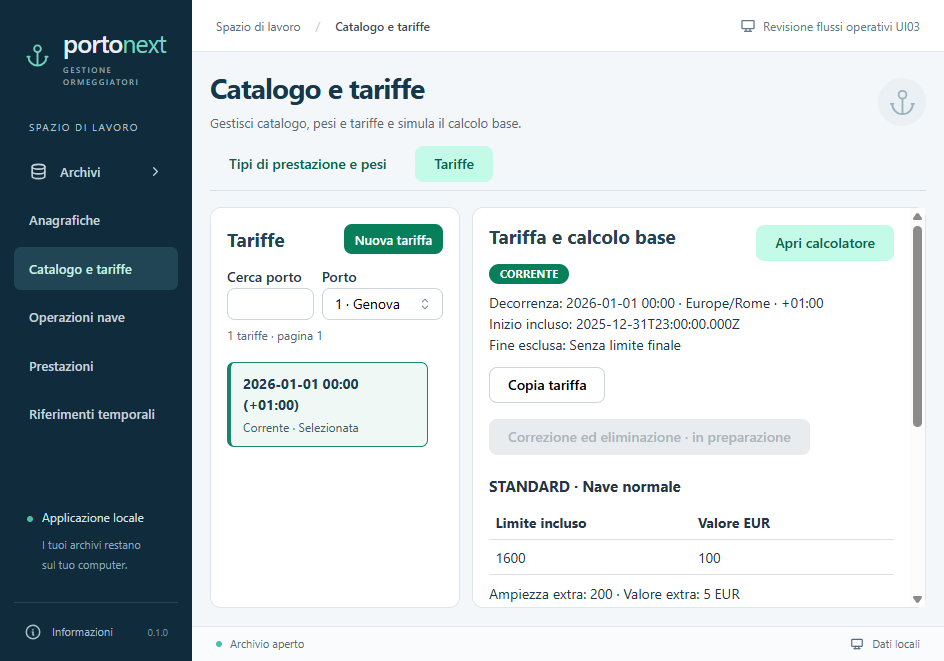 portonext
GESTIONE
ORMEGGIATORI
SPAZIO DI LAVORO
Archivi
Anagrafiche
Catalogo e tariffe
Operazioni nave
Prestazioni
Riferimenti temporali
Applicazione locale
I tuoi archivi restano
sul tuo computer.
Informazioni 0.1.0
Spazio di lavoro / Catalogo e tariffe
Revisione flussi operativi UI03
Catalogo e tariffe
Gestisci catalogo, pesi e tariffe e simula il calcolo base.
Tipi di prestazione e pesi Tariffe
Tariffe Nuova tariffa
Cerca porto Porto
1 · Genova
1 tariffe · pagina 1
2026-01-01 00:00
(+01:00)
Corrente · Selezionata
Tariffa e calcolo base Apri calcolatore
CORRENTE
Decorrenza: 2026-01-01 00:00 · Europe/Rome · +01:00
Inizio incluso: 2025-12-31T23:00:00.000Z
Fine esclusa: Senza limite finale
Copia tariffa
Correzione ed eliminazione · in preparazione
STANDARD · Nave normale
Limite incluso Valore EUR
1600 100
Ampiezza extra: 200 · Valore extra: 5 EUR
Archivio aperto
Dati locali